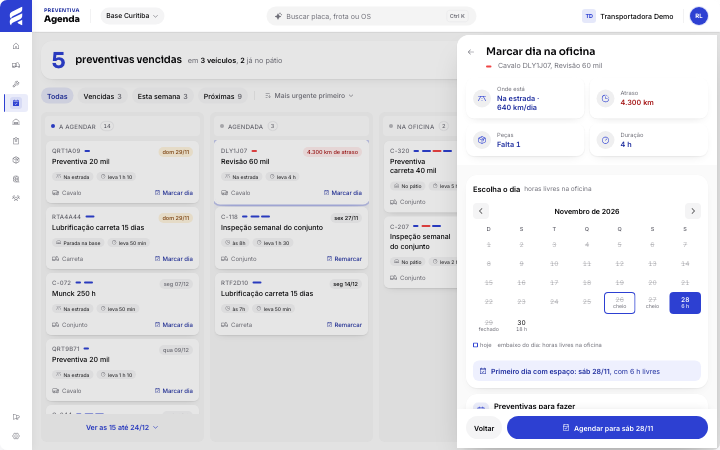 PREVENTIVA
Agenda
Base Curitiba
Buscar placa, frota ou OS
Ctrl K
TD
Transportadora Demo
RL
5 preventivas vencidas em 3 veículos, 2 já no pátio
Todas
Vencidas 3
Esta semana 3
Próximas 9
Mais urgente primeiro
A AGENDAR 14
QRT1A09
dom 29/11
Preventiva 20 mil
Na estrada
leva 1 h 10
Cavalo
Marcar dia
RTA4A44
dom 29/11
Lubrificação carreta 15 dias
Parada na base
leva 50 min
Carreta
Marcar dia
C-072
seg 07/12
Munck 250 h
Na estrada
leva 50 min
Conjunto
Marcar dia
QRT9B71
qua 09/12
Preventiva 20 mil
Na estrada
leva 1 h 10
Cavalo
Marcar dia
Ver as 15 até 24/12
AGENDADA 3
DLY1J07
4.300 km de atraso
Revisão 60 mil
Na estrada
leva 4 h
Cavalo
Marcar dia
C-118
sex 27/11
Inspeção semanal do conjunto
às 8h
leva 1 h 30
Conjunto
Remarcar
RTF2D10
seg 14/12
Lubrificação carreta 15 dias
às 7h
leva 50 min
Carreta
Remarcar
NA OFICINA 2
C-320
Preventiva
carreta 40 mil
No pátio
Conjunto
C-207
Inspeção semanal
do conjunto
No pátio
Conjunto
Marcar dia na oficina
Cavalo DLY1J07, Revisão 60 mil
Onde está
Na estrada ·
640 km/dia
Atraso
4.300 km
Peças
Falta 1
Duração
4 h
Escolha o dia horas livres na oficina
Novembro de 2026
D S T Q Q S S
1 2 3 4 5 6 7
8 9 10 11 12 13 14
15 16 17 18 19 20 21
22 23 24 25 26 27 28
cheio cheio 6 h
29 30
fechado 18 h
hoje embaixo do dia: horas livres na oficina
Primeiro dia com espaço: sáb 28/11, com 6 h livres
Preventivas para fazer
Voltar
Agendar para sáb 28/11